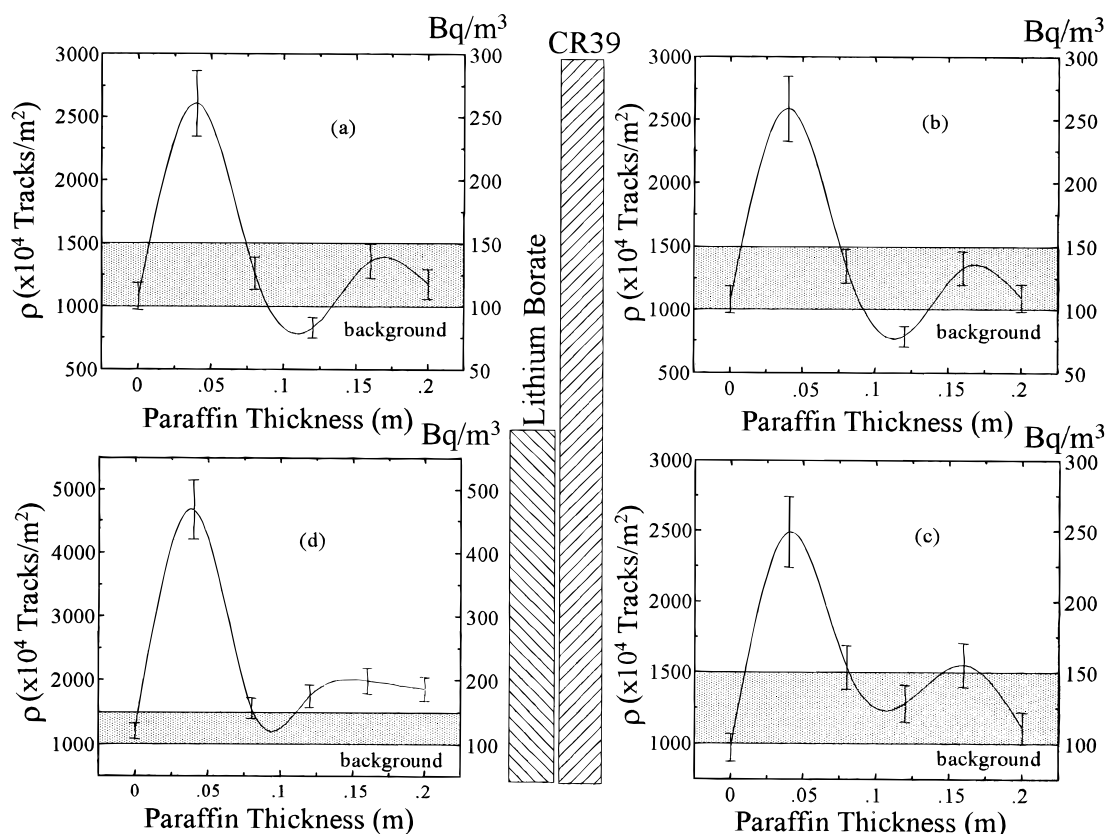 Bq/m³
3000
2500
2000
1500
1000
500
ρ (x10⁴ Tracks/m²)
300
250
200
150
100
50
(a)
background
0 .05 .1 .15 .2
Paraffin Thickness (m)
CR39
Lithium Borate
Bq/m³
3000
2500
2000
1500
1000
500
ρ (x10⁴ Tracks/m²)
300
250
200
150
100
50
(b)
background
0 .05 .1 .15 .2
Paraffin Thickness (m)
Bq/m³
5000
4000
3000
2000
1000
ρ (x10⁴ Tracks/m²)
500
400
300
200
100
(d)
background
0 .05 .1 .15 .2
Paraffin Thickness (m)
Bq/m³
3000
2500
2000
1500
1000
ρ (x10⁴ Tracks/m²)
300
250
200
150
100
(c)
background
0 .05 .1 .15 .2
Paraffin Thickness (m)